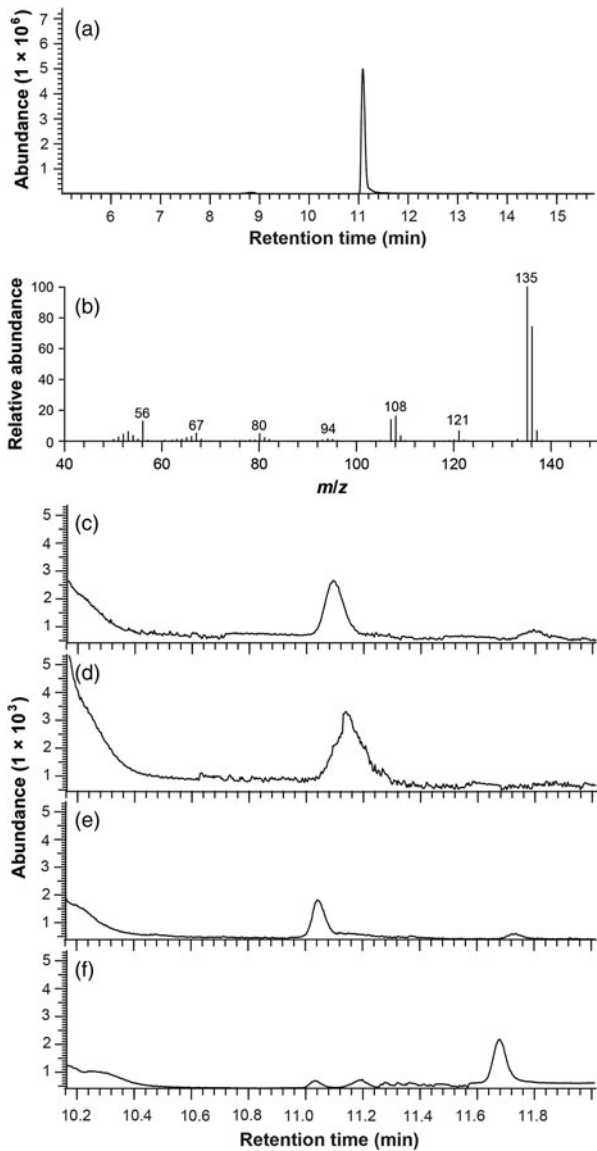 (a)
Abundance (1 × 10⁶)
7
6
5
4
3
2
1
6 7 8 9 10 11 12 13 14 15
Retention time (min)
(b)
Relative abundance
100
80
60
40
20
0
135
56
67
80
94
108
121
40 60 80 100 120 140
m/z
(c)
5
4
3
2
1
(d)
5
4
3
2
1
Abundance (1 × 10³)
(e)
5
4
3
2
1
(f)
5
4
3
2
1
10.2 10.4 10.6 10.8 11.0 11.2 11.4 11.6 11.8
Retention time (min)